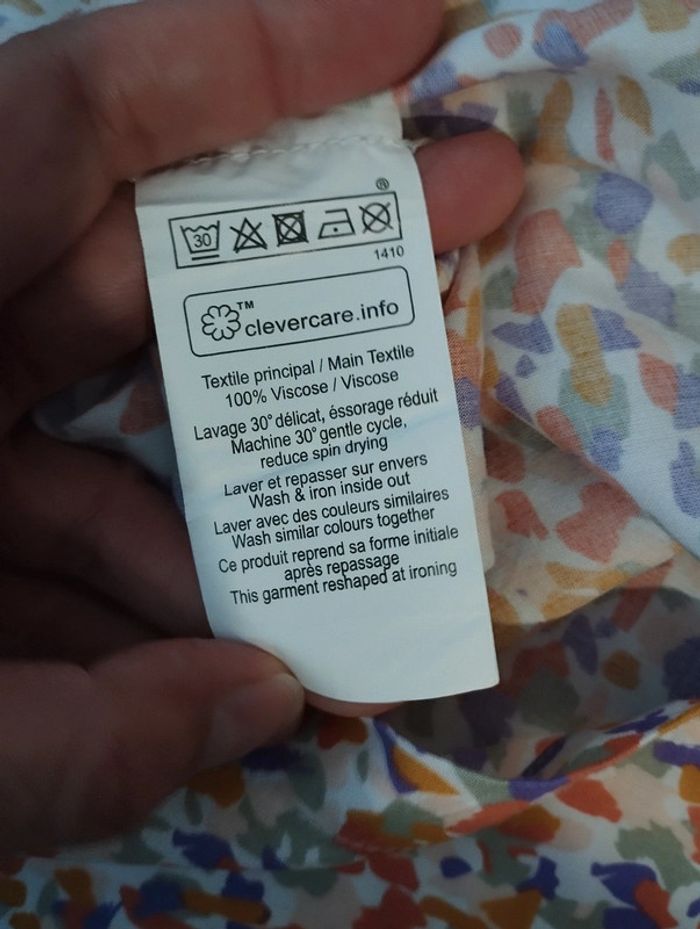 ®
30
1410
™
clevercare.info
Textile principal / Main Textile
100% Viscose / Viscose
Lavage 30° délicat, éssorage réduit
Machine 30° gentle cycle,
reduce spin drying
Laver et repasser sur envers
Wash & iron inside out
Laver avec des couleurs similaires
Wash similar colours together
Ce produit reprend sa forme initiale
après repassage
This garment reshaped at ironing